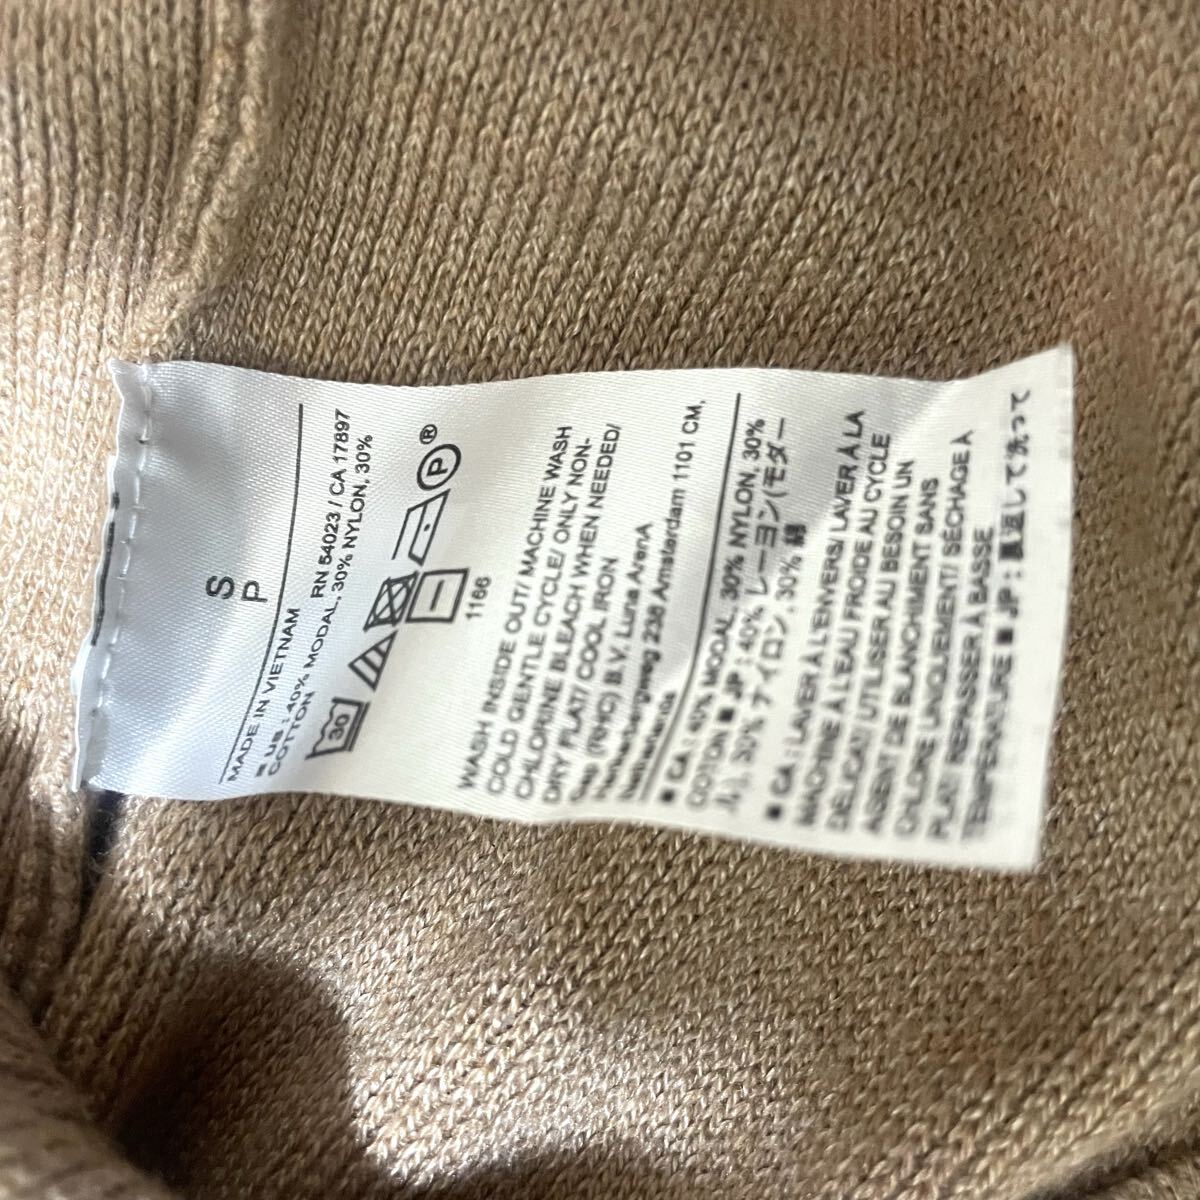 S
P
MADE IN VIETNAM RN 54023 / CA 17897
■ US : 40% MODAL, 30% NYLON, 30%
COTTON
30
P
®
1166
WASH INSIDE OUT/ MACHINE WASH
COLD GENTLE CYCLE/ ONLY NON-
CHLORINE BLEACH WHEN NEEDED/
DRY FLAT/ COOL IRON
Gap (RHC) B.V. Luna ArenA
Herikerbergweg 238 Amsterdam 1101 CM,
Netherlands
■ CA : 40% MODAL, 30% NYLON, 30%
COTTON ■ JP : 40% レーヨン(モダー
ル), 30% ナイロン, 30% 綿
■ CA : LAVER À L'ENVERS/ LAVER À LA
MACHINE À L'EAU FROIDE AU CYCLE
DÉLICAT/ UTILISER AU BESOIN UN
AGENT DE BLANCHIMENT SANS
CHLORE UNIQUEMENT/ SÉCHAGE À
PLAT/ REPASSER À BASSE
TEMPÉRATURE ■ JP : 裏返して洗って